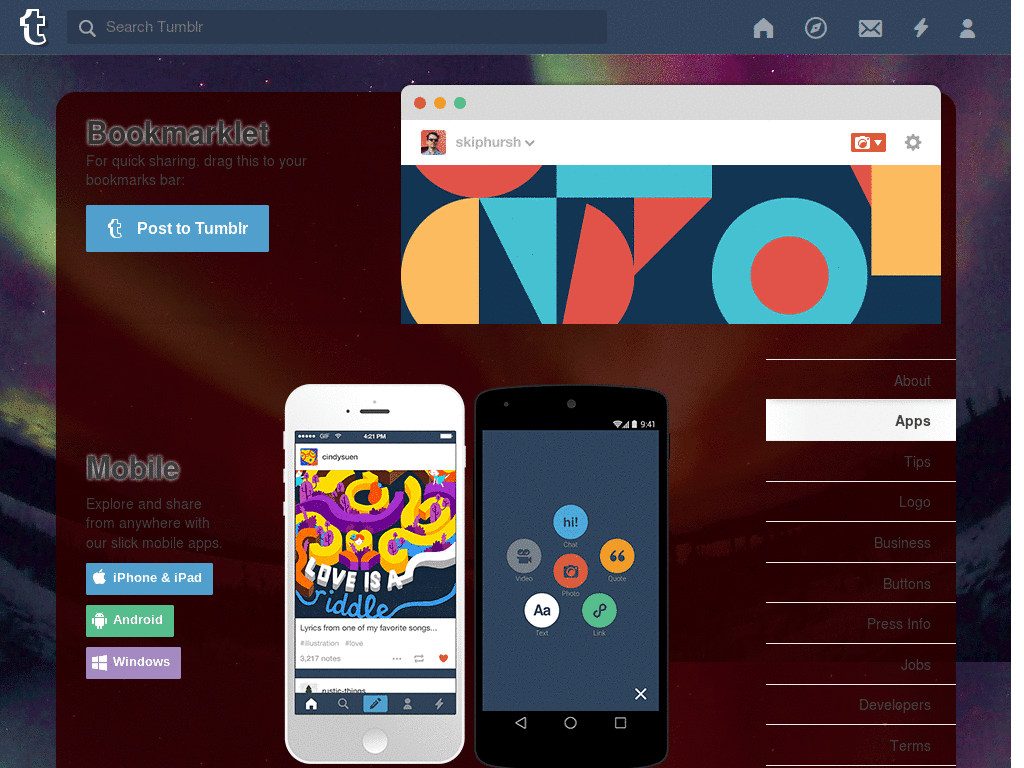 t
Search Tumblr
Bookmarklet
For quick sharing, drag this to your
bookmarks bar:
t Post to Tumblr
skiphursh
Mobile
Explore and share
from anywhere with
our slick mobile apps.
iPhone & iPad
Android
Windows
GIF 4:21 PM
cindysuen
LOVE IS A
riddle
Lyrics from one of my favorite songs...
#illustration #love
3,217 notes
rustic-things
9:41
hi!
Chat
Video
Photo
Quote
Aa
Text
Link
About
Apps
Tips
Logo
Business
Buttons
Press Info
Jobs
Developers
Terms